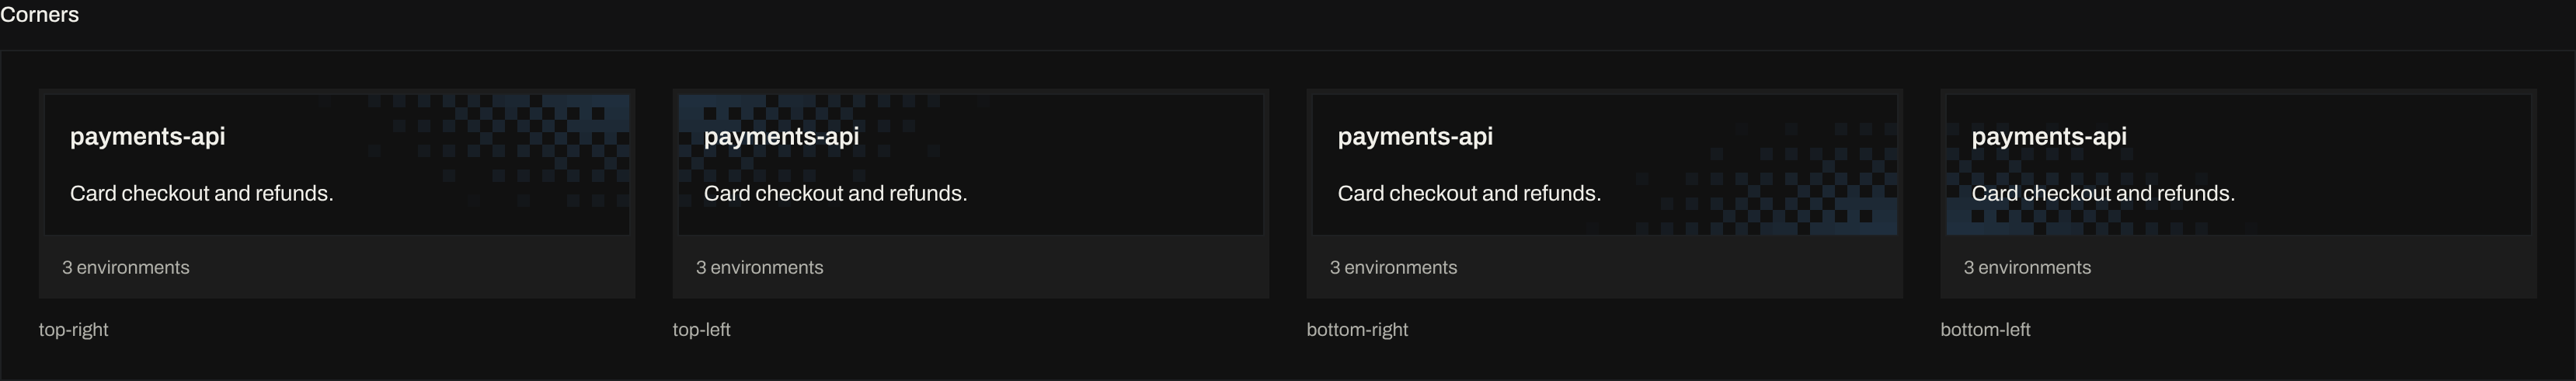 Corners
payments-api
Card checkout and refunds.
3 environments
top-right
payments-api
Card checkout and refunds.
3 environments
top-left
payments-api
Card checkout and refunds.
3 environments
bottom-right
payments-api
Card checkout and refunds.
3 environments
bottom-left